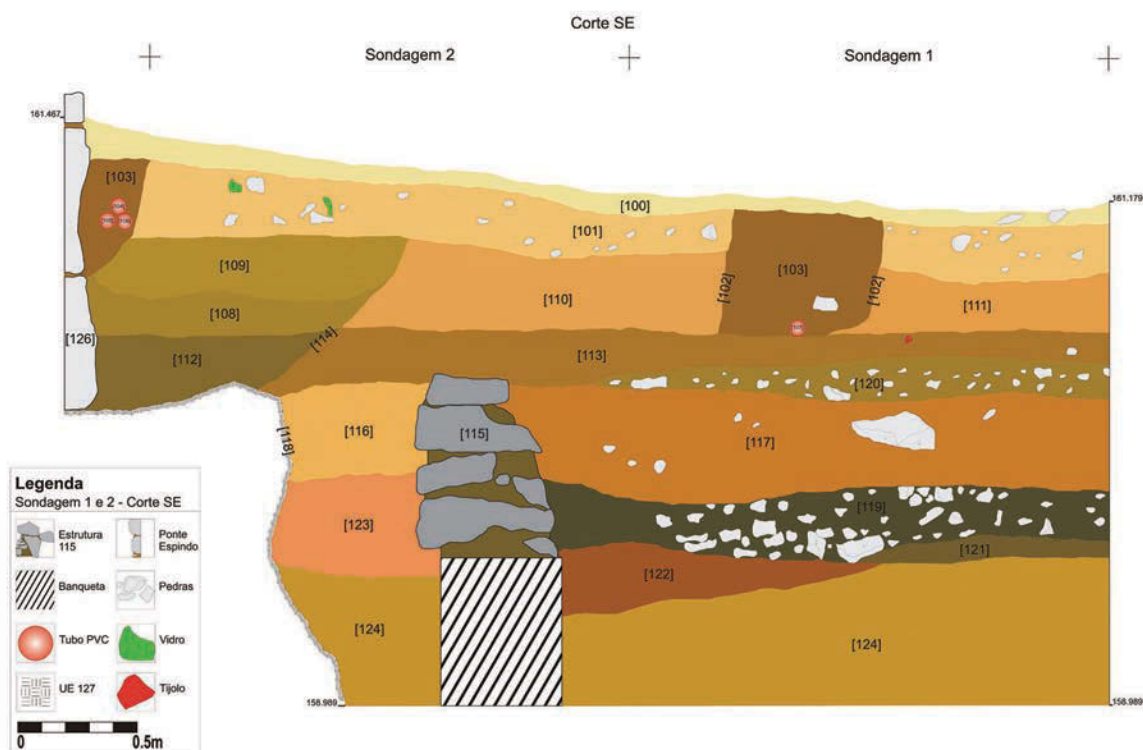 Corte SE
Sondagem 2
Sondagem 1
161.467
161.179
[103]
[100]
[101]
[103]
[102]
[102]
[109]
[110]
[111]
[108]
[114]
[126]
[112]
[113]
[120]
[118]
[116]
[115]
[117]
[119]
[123]
[121]
[122]
[124]
[124]
158.989
158.989
Legenda
Sondagem 1 e 2 - Corte SE
Estrutura
115
Ponte
Espindo
Banqueta
Pedras
Tubo PVC
Vidro
UE 127
Tijolo
0
0.5m